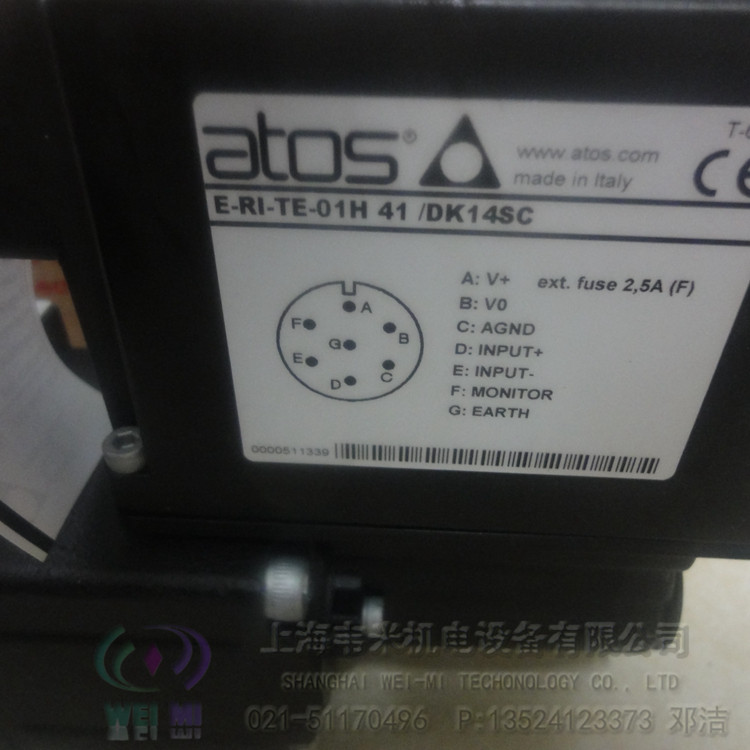 atos®
www.atos.com
made in Italy
CE
E-RI-TE-01H 41 /DK14SC
A: V+ ext. fuse 2,5A (F)
B: V0
C: AGND
D: INPUT+
E: INPUT-
F: MONITOR
G: EARTH
A
F
B
G
E
C
D
0000511339
上海韦米机电设备有限公司
SHANGHAI WEI-MI TECHONOLOGY CO., LTD
WEI MI
021-51170496 P:13524123373 邓洁